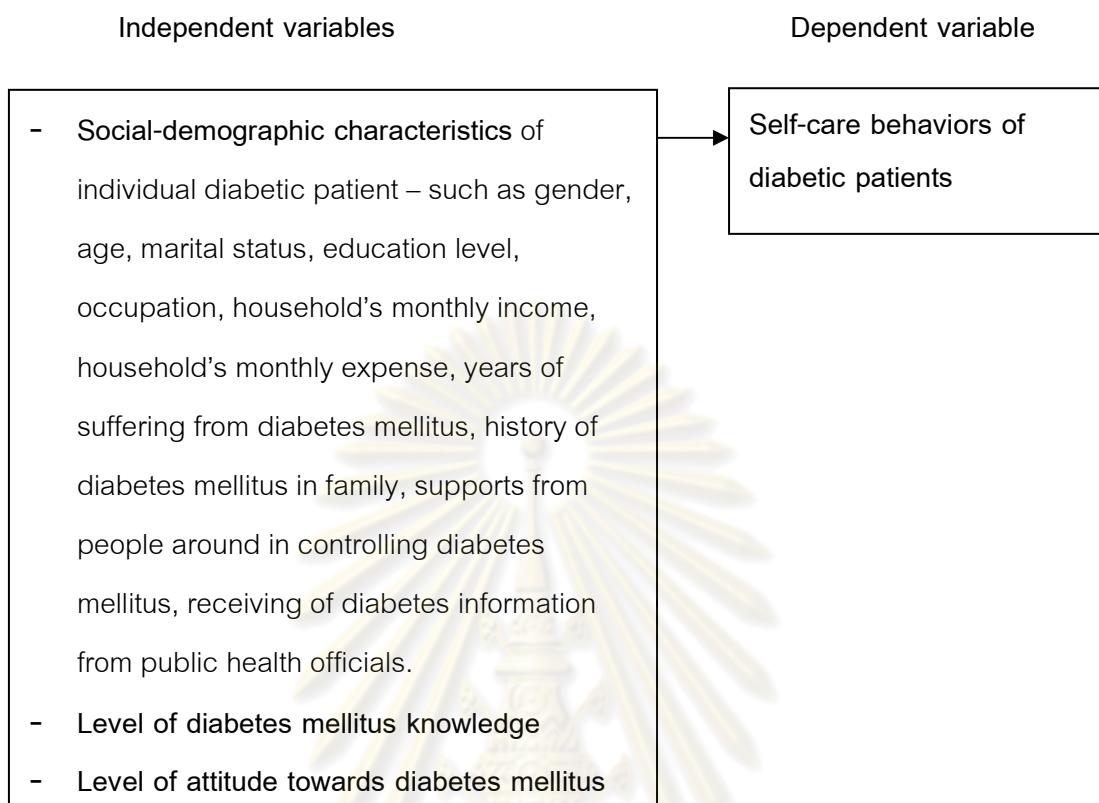 Independent variables Dependent variable
- Social-demographic characteristics of
individual diabetic patient – such as gender,
age, marital status, education level,
occupation, household’s monthly income,
household’s monthly expense, years of
suffering from diabetes mellitus, history of
diabetes mellitus in family, supports from
people around in controlling diabetes
mellitus, receiving of diabetes information
from public health officials.
- Level of diabetes mellitus knowledge
- Level of attitude towards diabetes mellitus
Self-care behaviors of
diabetic patients